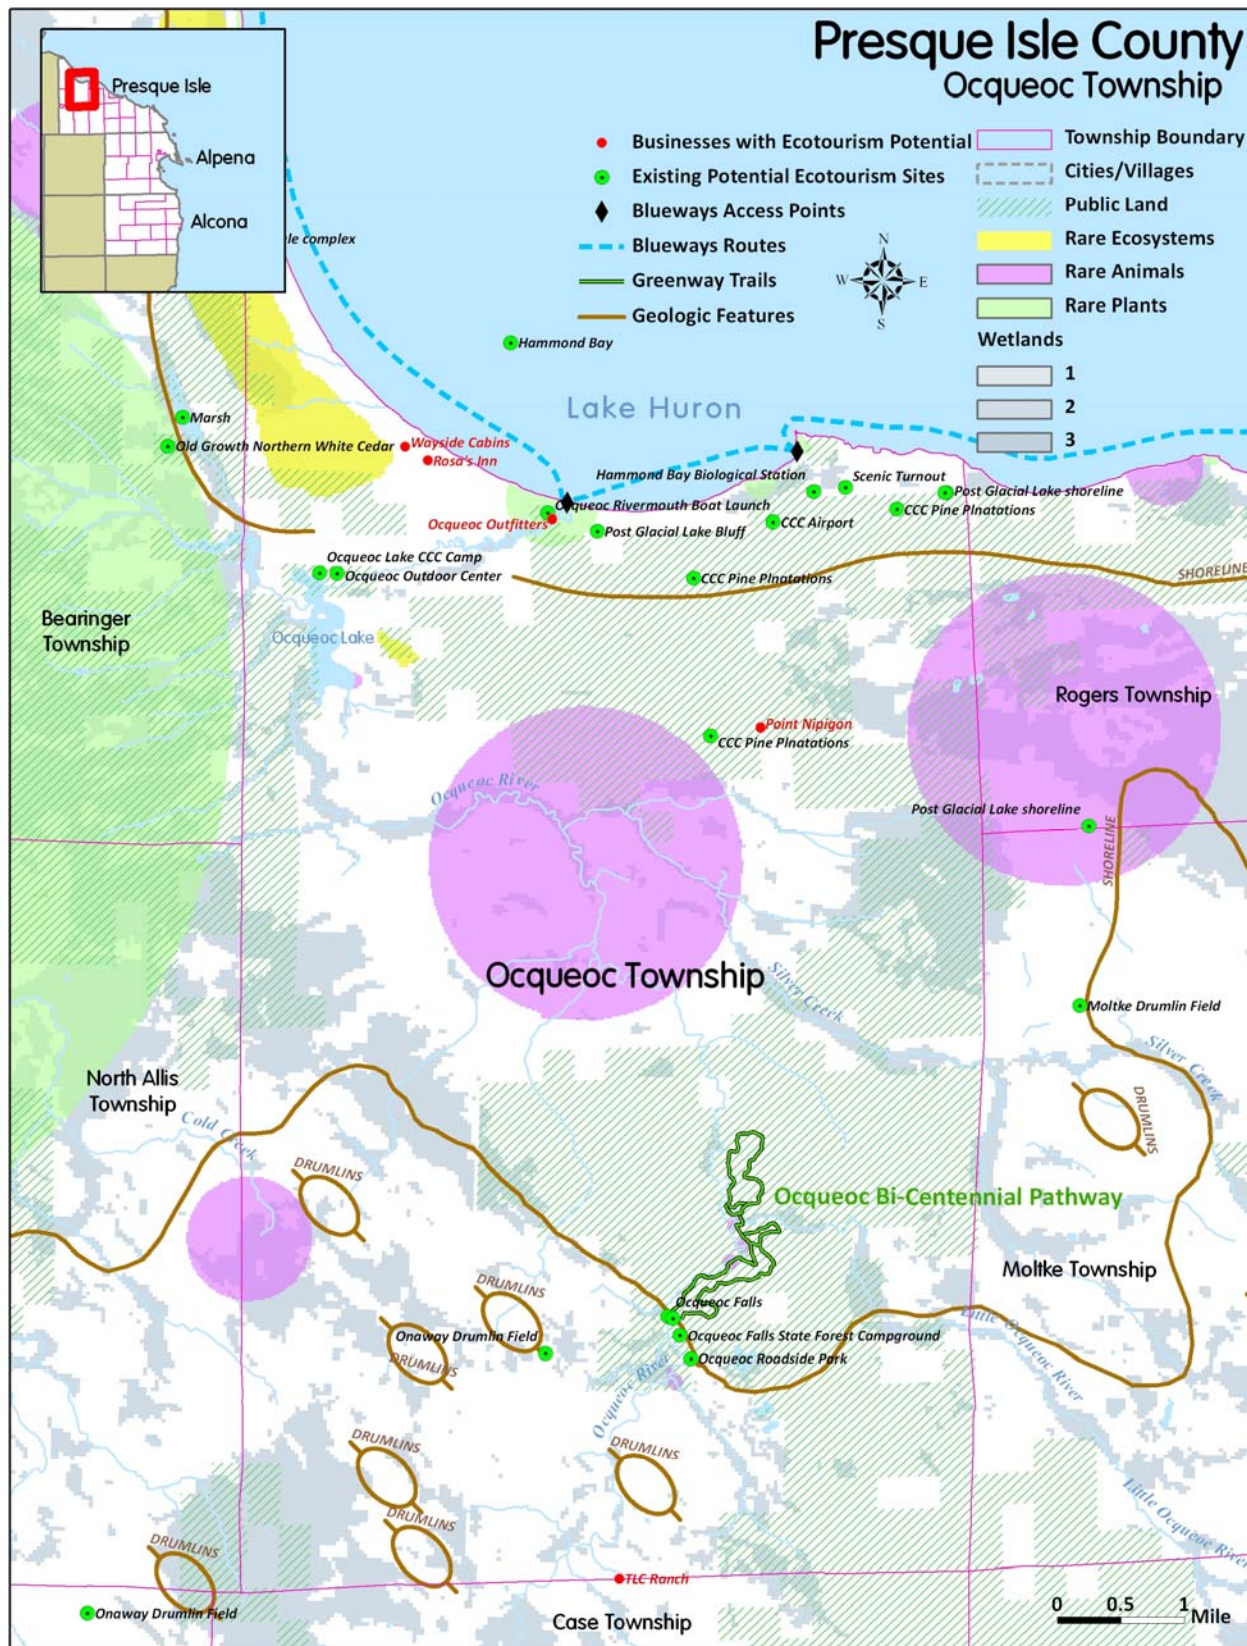 Presque Isle County
Ocqueoc Township
Presque Isle
Alpena
Alcona
Businesses with Ecotourism Potential
Existing Potential Ecotourism Sites
Blueways Access Points
Blueways Routes
Greenway Trails
Geologic Features
Township Boundary
Cities/Villages
Public Land
Rare Ecosystems
Rare Animals
Rare Plants
Wetlands
1
2
3
N
W
E
S
complex
Hammond Bay
Lake Huron
Marsh
Old Growth Northern White Cedar
Wayside Cabins
Rosa's Inn
Hammond Bay Biological Station
Scenic Turnout
Post Glacial Lake shoreline
Ocqueoc Rivermouth Boat Launch
CCC Pine Plnatations
Ocqueoc Outfitters
Post Glacial Lake Bluff
CCC Airport
Ocqueoc Lake CCC Camp
Ocqueoc Outdoor Center
CCC Pine Plnatations
SHORELINE
Bearinger
Township
Ocqueoc Lake
Rogers Township
Point Nipigon
CCC Pine Plnatations
Ocqueoc River
Post Glacial Lake shoreline
SHORELINE
Ocqueoc Township
Silver Creek
Moltke Drumlin Field
Silver Creek
North Allis
Township
Cold Creek
DRUMLINS
DRUMLINS
Ocqueoc Bi-Centennial Pathway
Moltke Township
DRUMLINS
Ocqueoc Falls
Onaway Drumlin Field
Ocqueoc Falls State Forest Campground
Little Ocqueoc River
DRUMLINS
Ocqueoc Roadside Park
Ocqueoc River
DRUMLINS
DRUMLINS
Little Ocqueoc River
DRUMLINS
DRUMLINS
TLC Ranch
Onaway Drumlin Field
Case Township
0
0.5
1
Mile